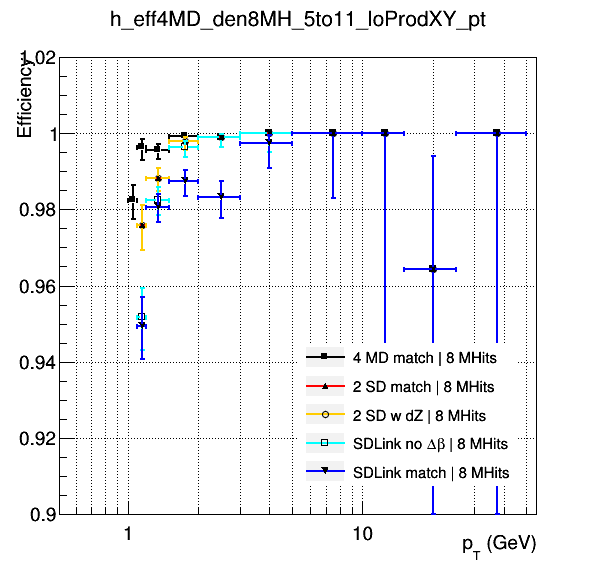 h_eff4MD_den8MH_5to11_loProdXY_pt
Efficiency
1.02
1
0.98
0.96
0.94
0.92
0.9
4 MD match | 8 MHits
2 SD match | 8 MHits
2 SD w dZ | 8 MHits
SDLink no Δβ | 8 MHits
SDLink match | 8 MHits
1
10
p_T (GeV)